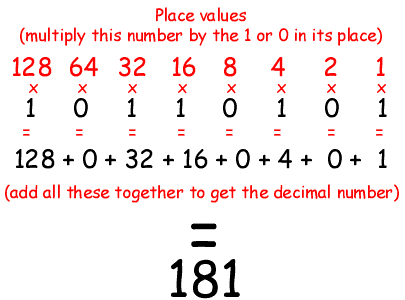 Place values
(multiply this number by the 1 or 0 in its place)
128 64 32 16 8 4 2 1
x x x x x x x x
1 0 1 1 0 1 0 1
= = = = = = = =
128 + 0 + 32 + 16 + 0 + 4 + 0 + 1
(add all these together to get the decimal number)
=
181